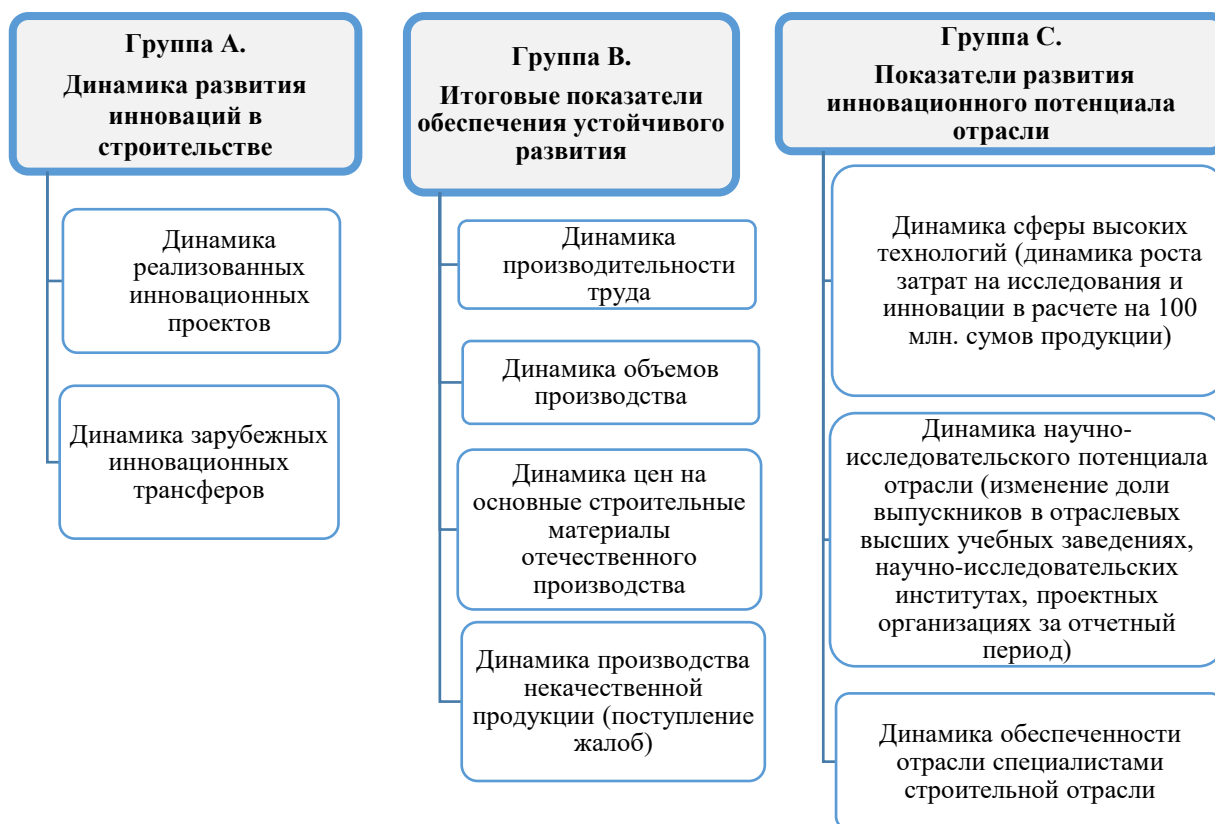 Группа А.
Динамика развития
инноваций в
строительстве
Динамика
реализованных
инновационных
проектов
Динамика зарубежных
инновационных
трансферов
Группа В.
Итоговые показатели
обеспечения устойчивого
развития
Динамика
производительности
труда
Динамика объемов
производства
Динамика цен на
основные строительные
материалы
отечественного
производства
Динамика производства
некачественной
продукции (поступление
жалоб)
Группа С.
Показатели развития
инновационного потенциала
отрасли
Динамика сферы высоких
технологий (динамика роста
затрат на исследования и
инновации в расчете на 100
млн. сумов продукции)
Динамика научно-
исследовательского потенциала
отрасли (изменение доли
выпускников в отраслевых
высших учебных заведениях,
научно-исследовательских
институтах, проектных
организациях за отчетный
период)
Динамика обеспеченности
отрасли специалистами
строительной отрасли